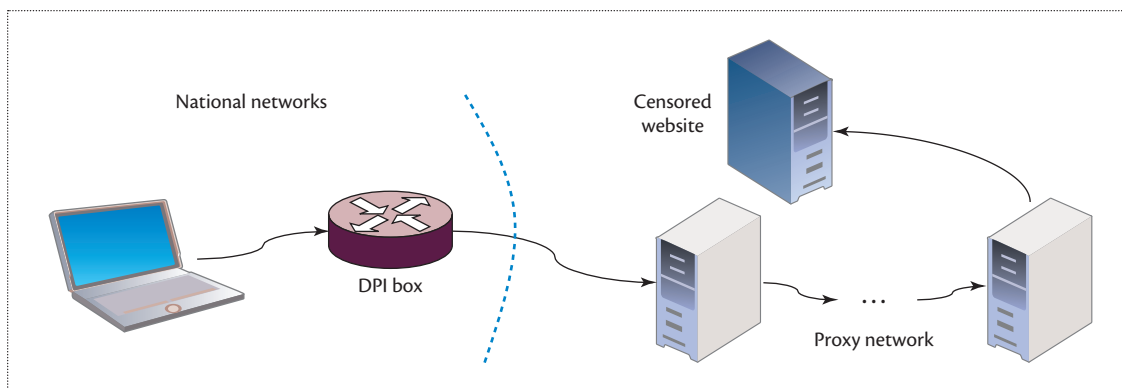 National networks
Censored
website
DPI box
...
Proxy network